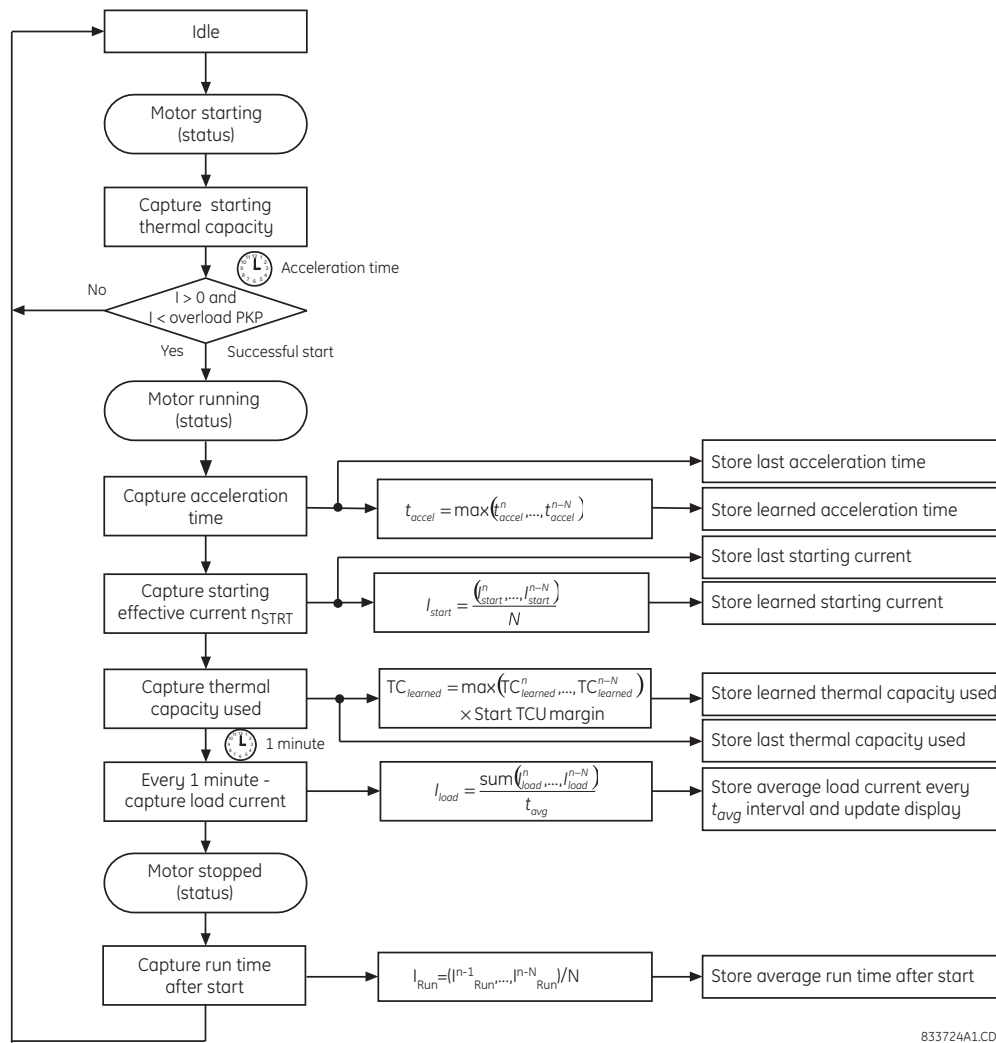 Idle
Motor starting
(status)
Capture starting
thermal capacity
Acceleration time
No
I > 0 and
I < overload PKP
Yes
Successful start
Motor running
(status)
Capture acceleration
time
t_accel = max(t^n_accel,...,t^n–N_accel)
Store last acceleration time
Store learned acceleration time
Capture starting
effective current n_STRT
I_start = (I^n_start,...,I^n–N_start) / N
Store last starting current
Store learned starting current
Capture thermal
capacity used
TC_learned = max(TC^n_learned,...,TC^n–N_learned)
× Start TCU margin
Store learned thermal capacity used
Store last thermal capacity used
1 minute
Every 1 minute -
capture load current
I_load = sum(I^n_load,...,I^n–N_load) / t_avg
Store average load current every
t_avg interval and update display
Motor stopped
(status)
Capture run time
after start
I_Run=(I^n-1_Run,...,I^n-N_Run)/N
Store average run time after start
833724A1.CD